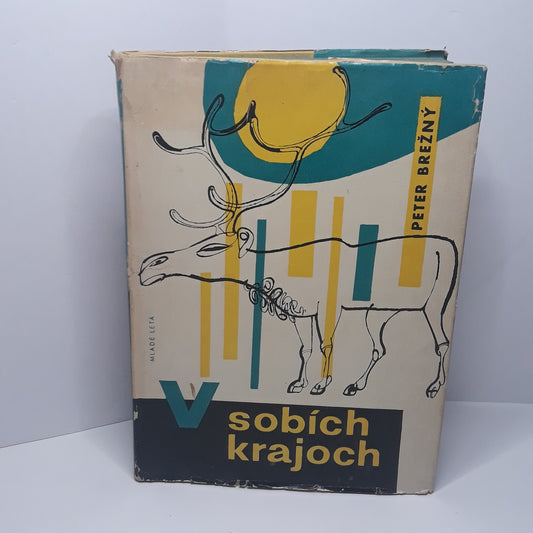 PETER BREŽNÝ
MLADÉ LETÁ
V sobích
krajoch